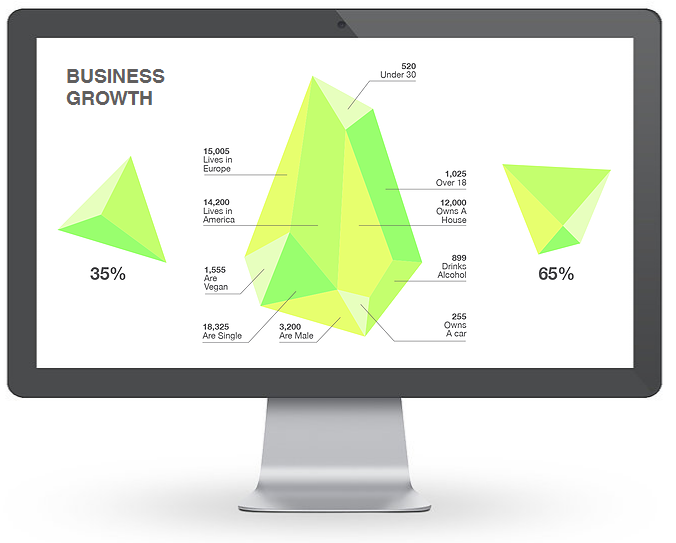 BUSINESS
GROWTH
520
Under 30
15,005
Lives in
Europe
1,025
Over 18
14,200
Lives in
America
12,000
Owns A
House
35%
1,555
Are
Vegan
899
Drinks
Alcohol
65%
18,325
Are Single
3,200
Are Male
255
Owns
A car